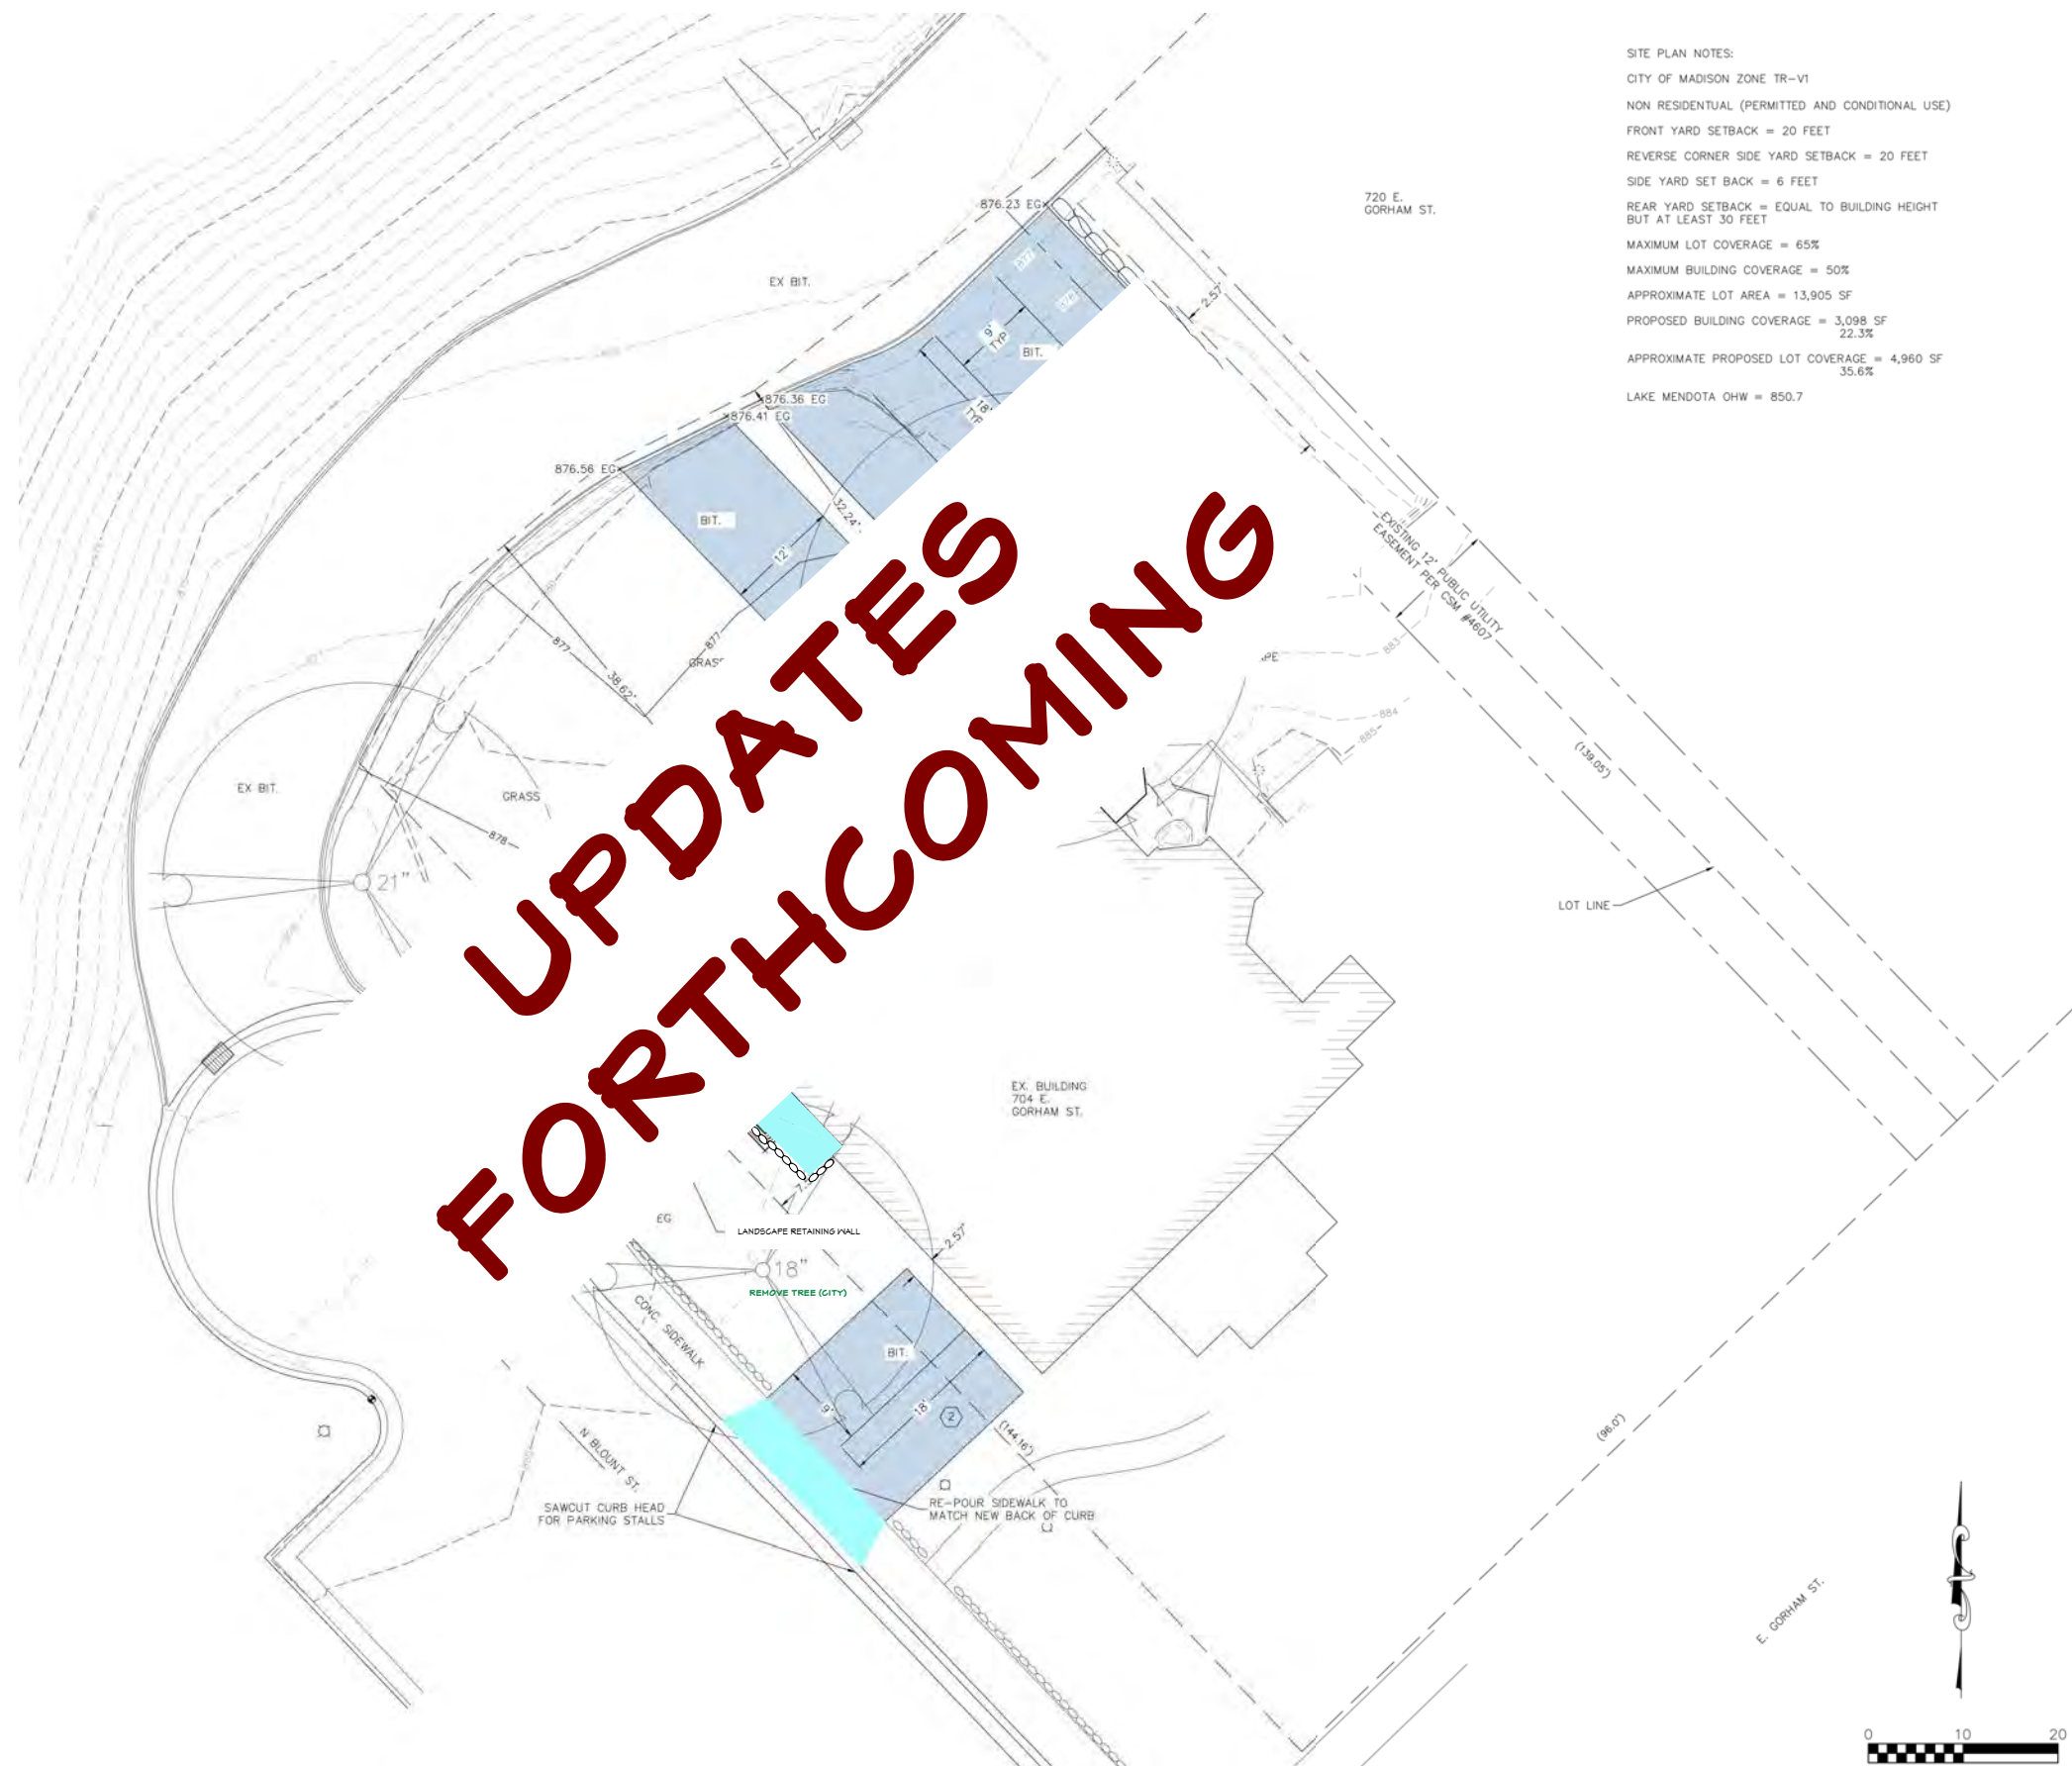 SITE PLAN NOTES:
CITY OF MADISON ZONE TR-V1
NON RESIDENTUAL (PERMITTED AND CONDITIONAL USE)
FRONT YARD SETBACK = 20 FEET
REVERSE CORNER SIDE YARD SETBACK = 20 FEET
SIDE YARD SET BACK = 6 FEET
REAR YARD SETBACK = EQUAL TO BUILDING HEIGHT
BUT AT LEAST 30 FEET
MAXIMUM LOT COVERAGE = 65%
MAXIMUM BUILDING COVERAGE = 50%
APPROXIMATE LOT AREA = 13,905 SF
PROPOSED BUILDING COVERAGE = 3,098 SF
22.3%
APPROXIMATE PROPOSED LOT COVERAGE = 4,960 SF
35.6%
LAKE MENDOTA OHW = 850.7
720 E.
GORHAM ST.
876.23 EG
EX BIT.
877
2.57'
9'
TYP
BIT.
18'
TYP
876.36 EG
876.41 EG
876.56 EG
BIT.
32.24'
12'
EXISTING 12' PUBLIC UTILITY
EASEMENT PER CSM #4607
877
877
GRAS
38.62'
883
884
885
(139.05')
EX BIT.
GRASS
878
21"
LOT LINE
UPDATES
FORTHCOMING
EX. BUILDING
704 E.
GORHAM ST.
EG
LANDSCAPE RETAINING WALL
2.57'
18"
REMOVE TREE (CITY)
CONC. SIDEWALK
BIT.
9'
18'
2
(144.16')
(96.0')
N BLOUNT ST.
SAWCUT CURB HEAD
FOR PARKING STALLS
RE-POUR SIDEWALK TO
MATCH NEW BACK OF CURB
E. GORHAM ST.
0 10 20